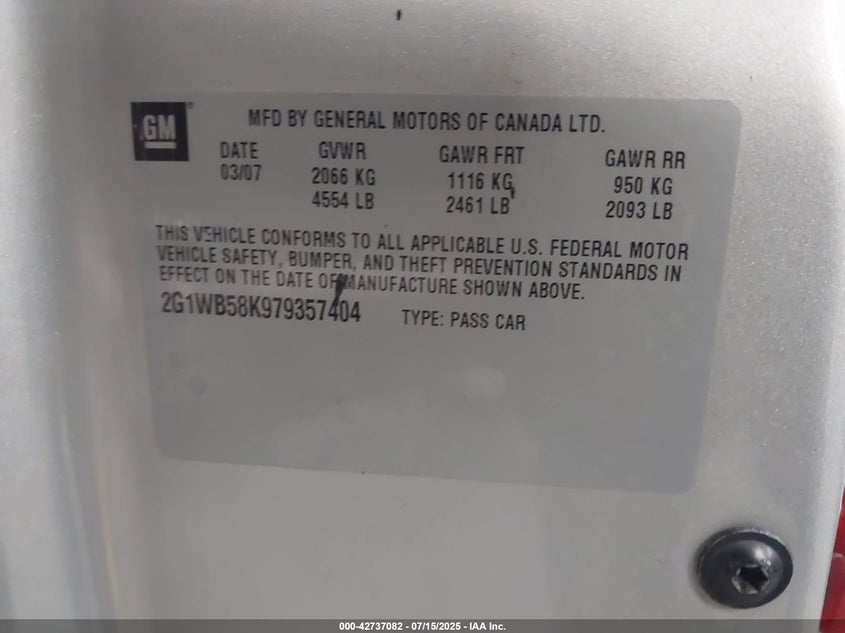 GM
MFD BY GENERAL MOTORS OF CANADA LTD.
DATE GVWR GAWR FRT GAWR RR
03/07 2066 KG 1116 KG 950 KG
4554 LB 2461 LB 2093 LB
THIS VEHICLE CONFORMS TO ALL APPLICABLE U.S. FEDERAL MOTOR
VEHICLE SAFETY, BUMPER, AND THEFT PREVENTION STANDARDS IN
EFFECT ON THE DATE OF MANUFACTURE SHOWN ABOVE.
2G1WB58K979357404 TYPE: PASS CAR
000-42737082 - 07/15/2025 - IAA Inc.